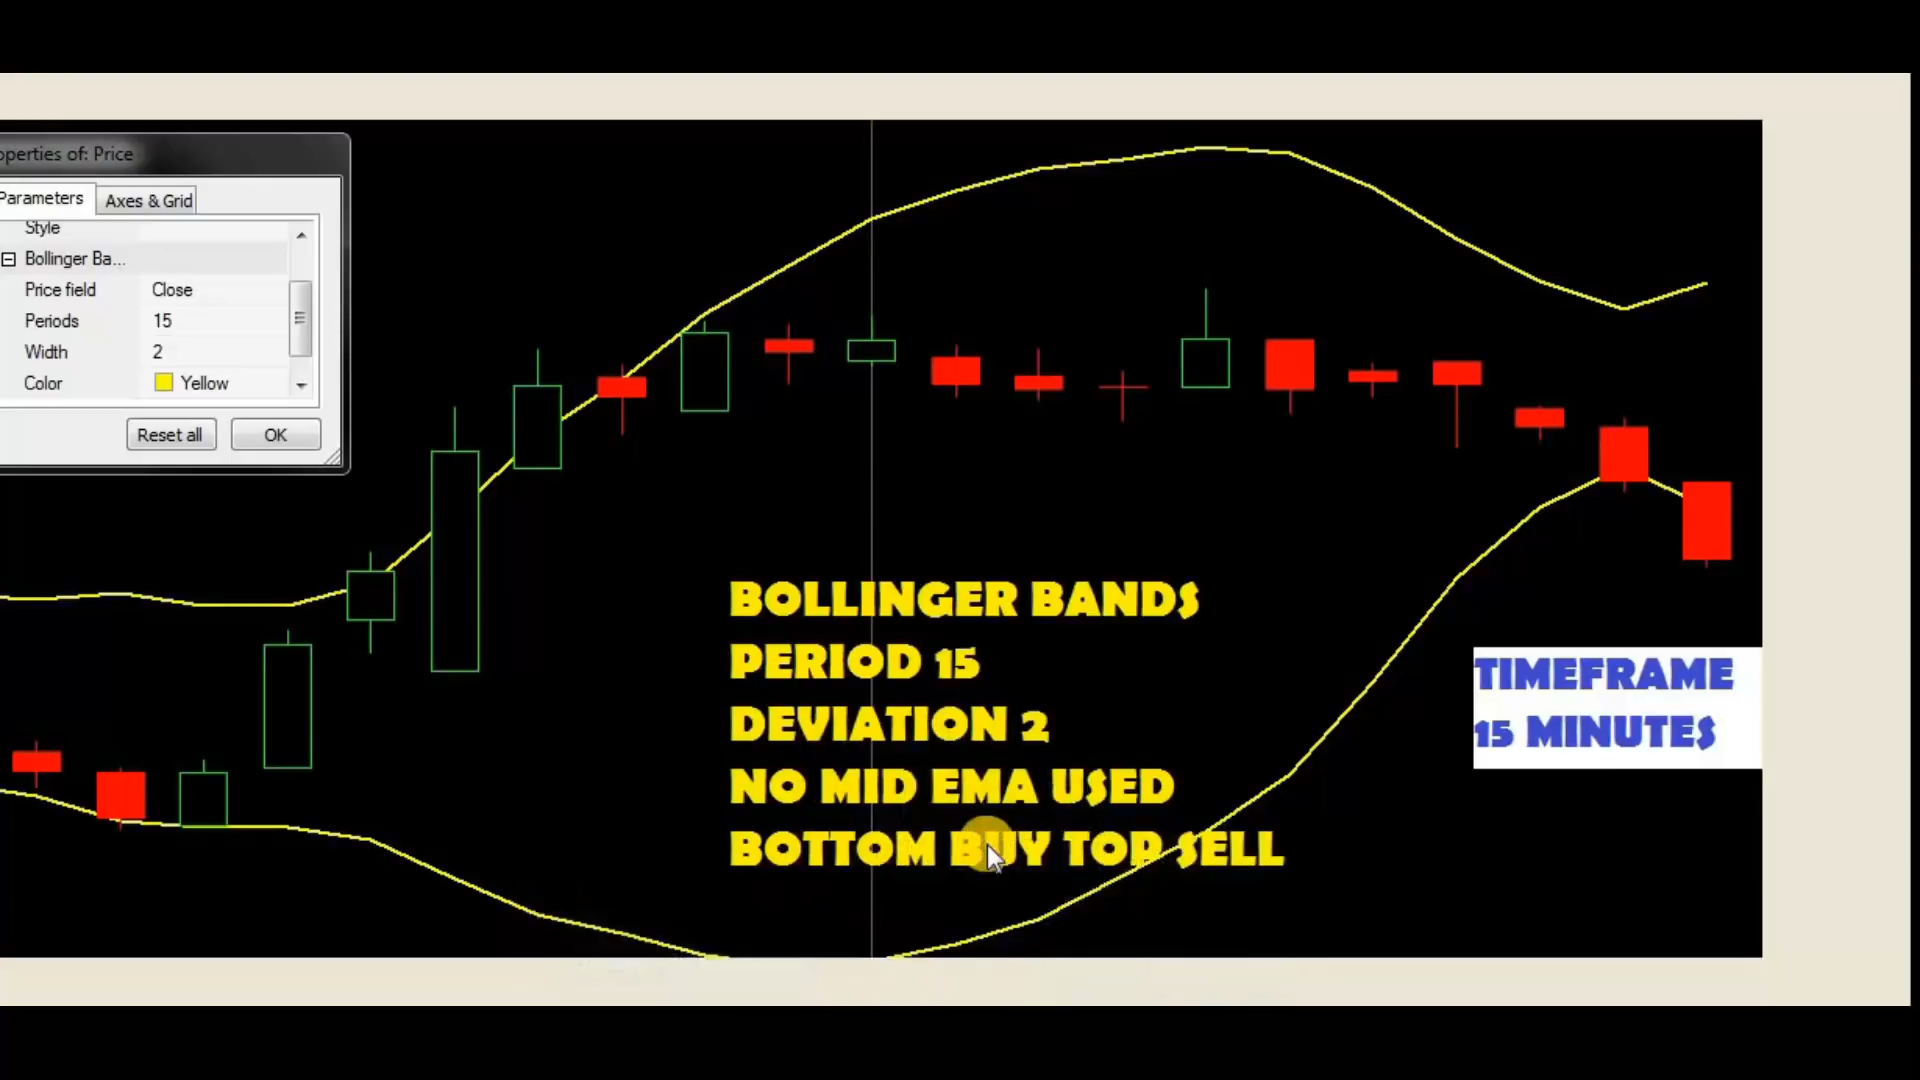 operties of: Price
Parameters
Axes & Grid
Style
Bollinger Ba...
Price field Close
Periods 15
Width 2
Color Yellow
Reset all
OK
BOLLINGER BANDS
PERIOD 15
DEVIATION 2
NO MID EMA USED
BOTTOM BUY TOP SELL
TIMEFRAME
15 MINUTES